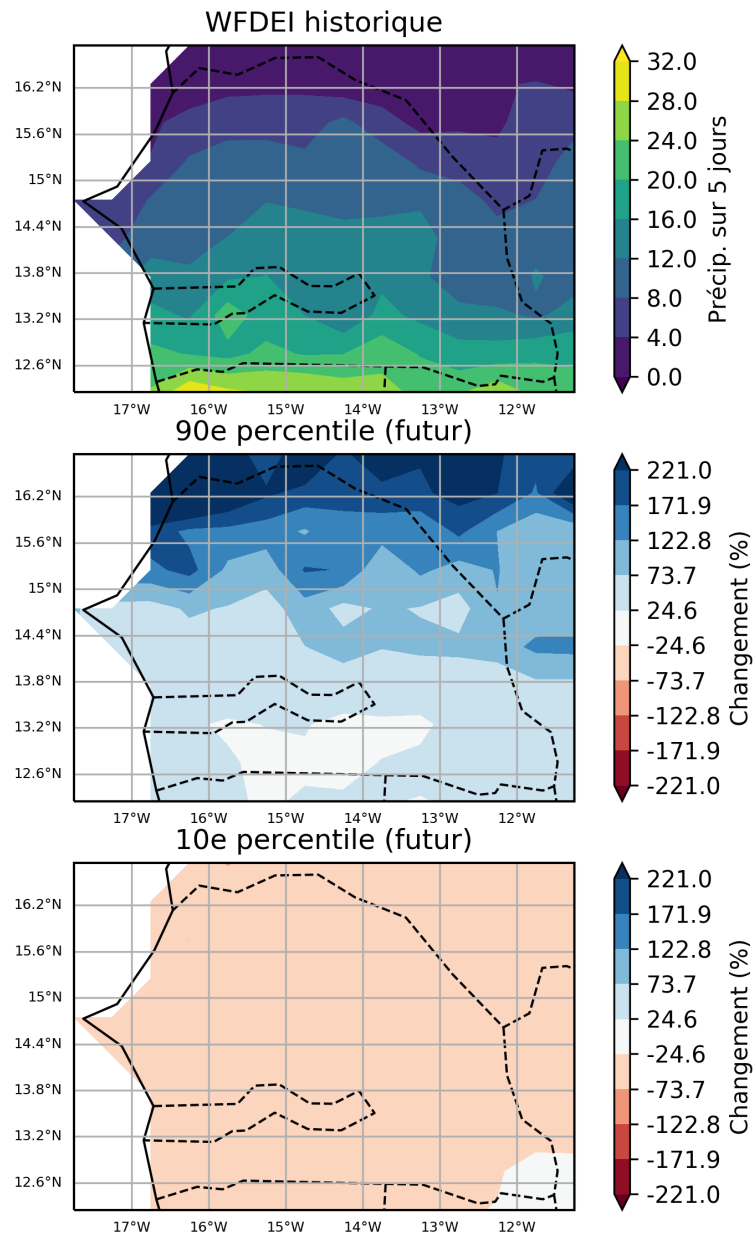 WFDEI historique
16.2°N
15.6°N
15°N
14.4°N
13.8°N
13.2°N
12.6°N
17°W 16°W 15°W 14°W 13°W 12°W
32.0
28.0
24.0
20.0
16.0
12.0
8.0
4.0
0.0
Précip. sur 5 jours
90e percentile (futur)
16.2°N
15.6°N
15°N
14.4°N
13.8°N
13.2°N
12.6°N
17°W 16°W 15°W 14°W 13°W 12°W
221.0
171.9
122.8
73.7
24.6
-24.6
-73.7
-122.8
-171.9
-221.0
Changement (%)
10e percentile (futur)
16.2°N
15.6°N
15°N
14.4°N
13.8°N
13.2°N
12.6°N
17°W 16°W 15°W 14°W 13°W 12°W
221.0
171.9
122.8
73.7
24.6
-24.6
-73.7
-122.8
-171.9
-221.0
Changement (%)